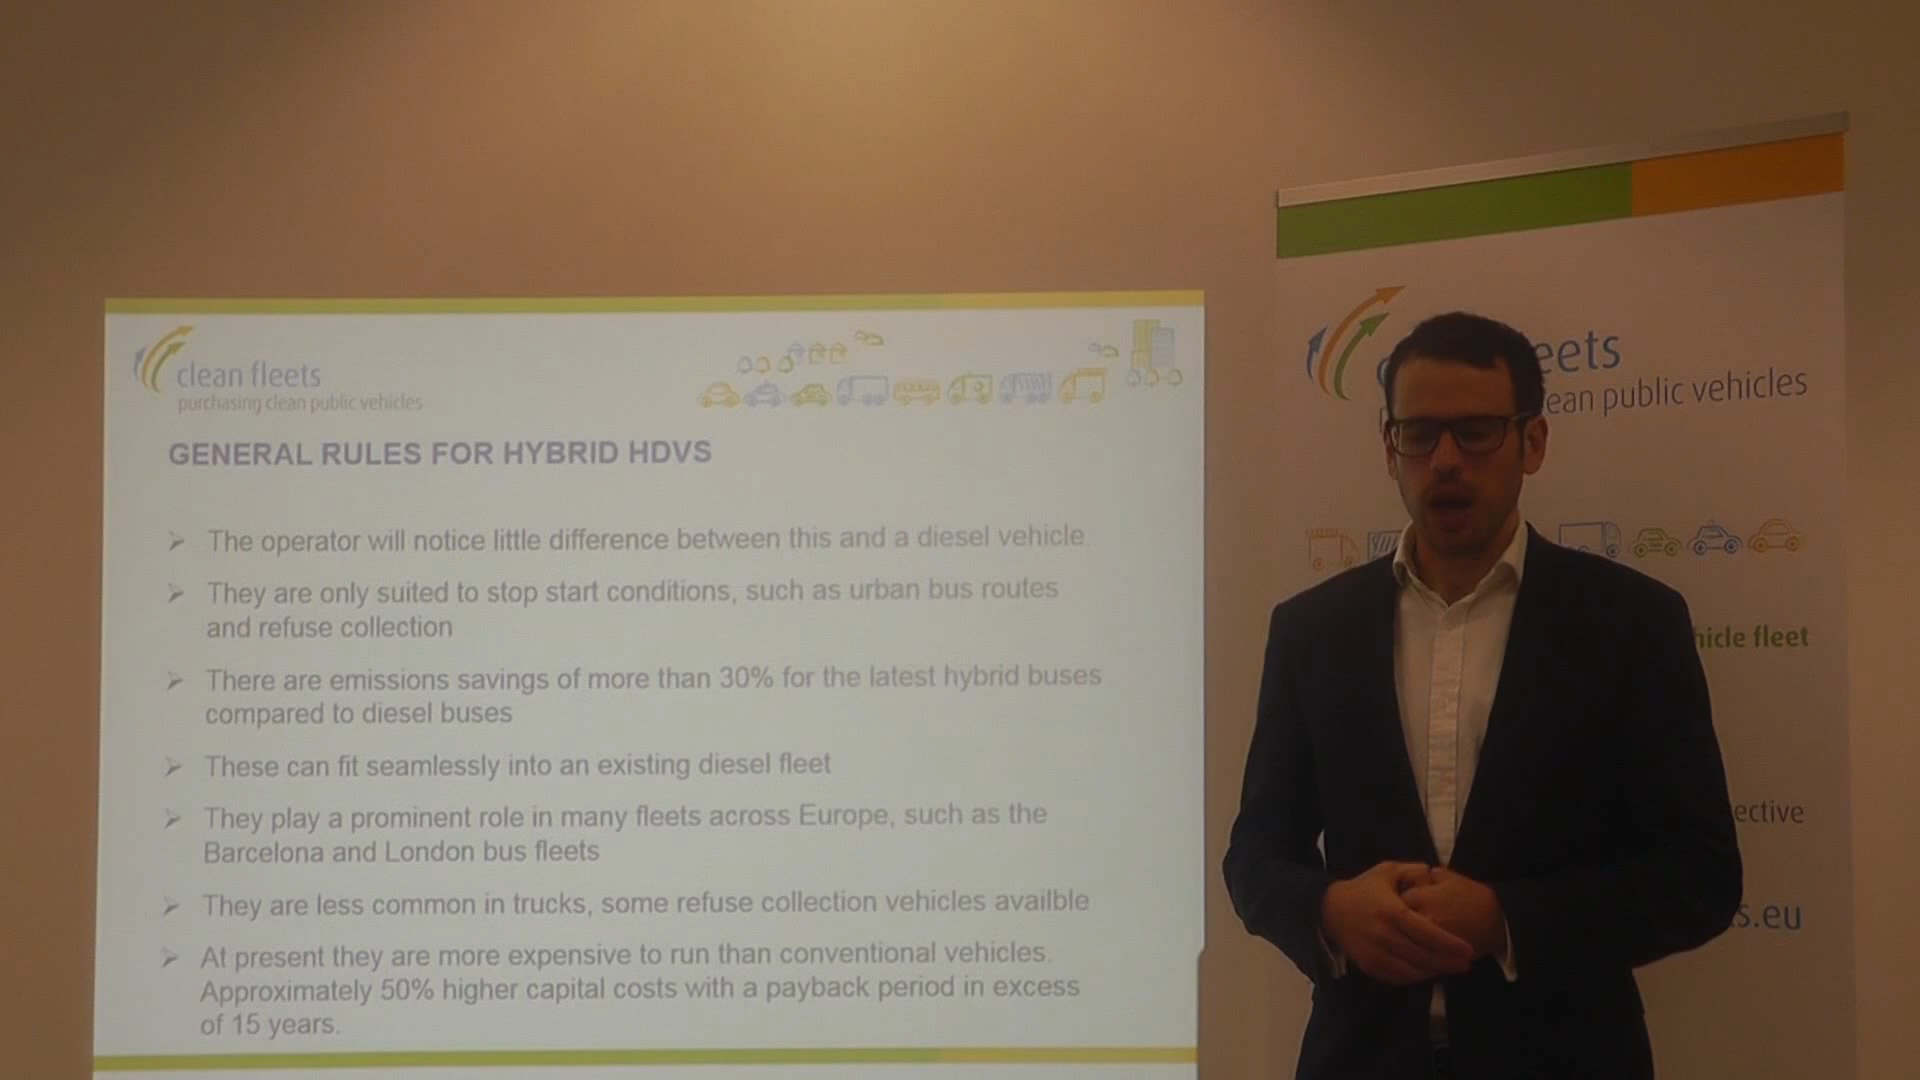 clean fleets
purchasing clean public vehicles
GENERAL RULES FOR HYBRID HDVS
The operator will notice little difference between this and a diesel vehicle.
They are only suited to stop start conditions, such as urban bus routes
and refuse collection
There are emissions savings of more than 30% for the latest hybrid buses
compared to diesel buses
These can fit seamlessly into an existing diesel fleet
They play a prominent role in many fleets across Europe, such as the
Barcelona and London bus fleets
They are less common in trucks, some refuse collection vehicles availble
At present they are more expensive to run than conventional vehicles.
Approximately 50% higher capital costs with a payback period in excess
of 15 years.
eets
ean public vehicles
hicle fleet
ective
s.eu